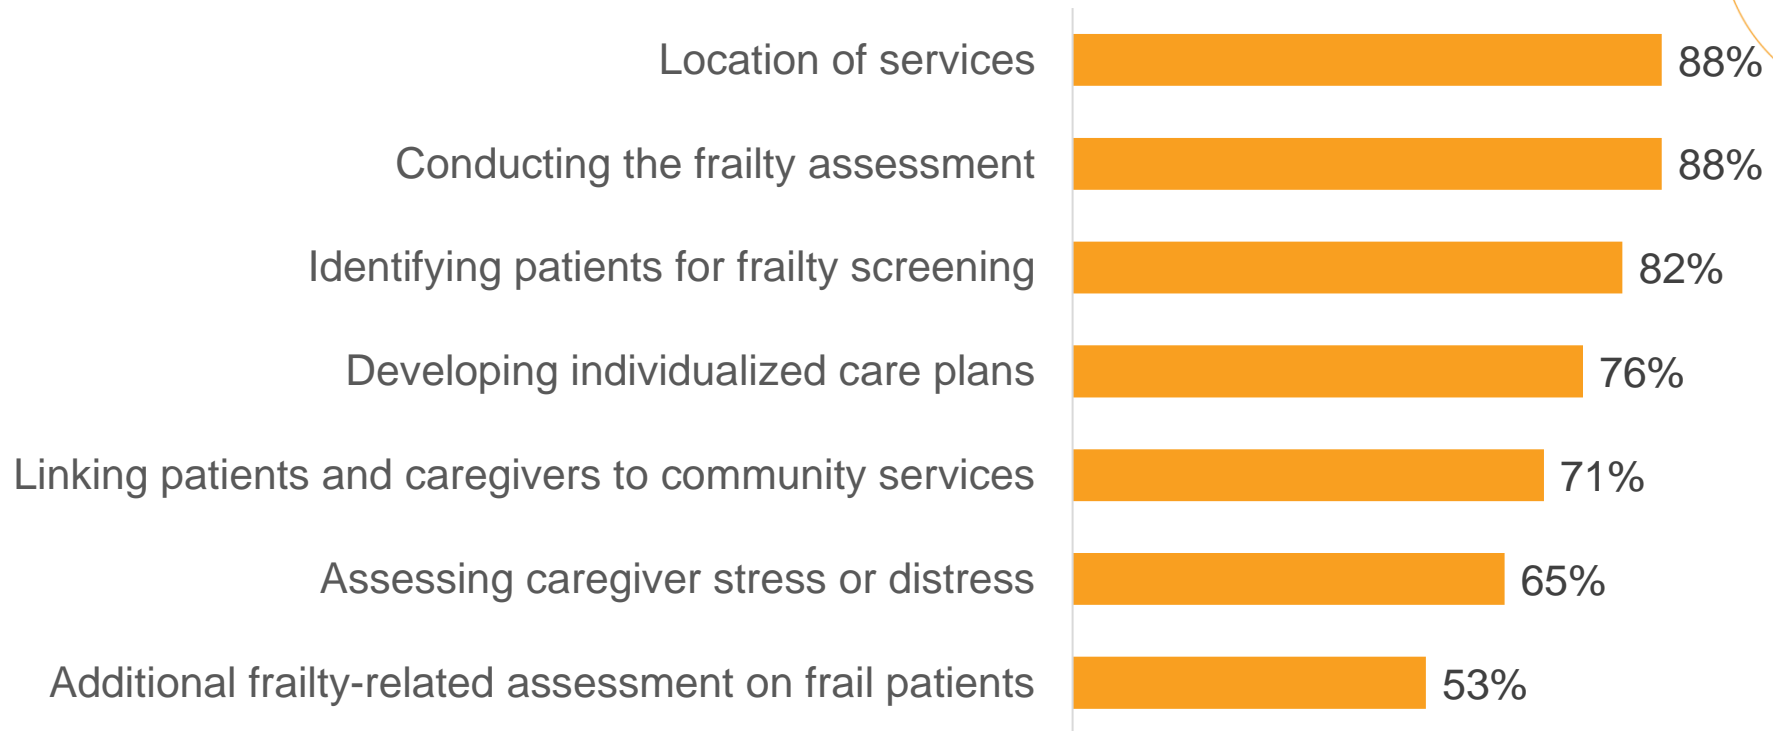 Location of services 88%
Conducting the frailty assessment 88%
Identifying patients for frailty screening 82%
Developing individualized care plans 76%
Linking patients and caregivers to community services 71%
Assessing caregiver stress or distress 65%
Additional frailty-related assessment on frail patients 53%